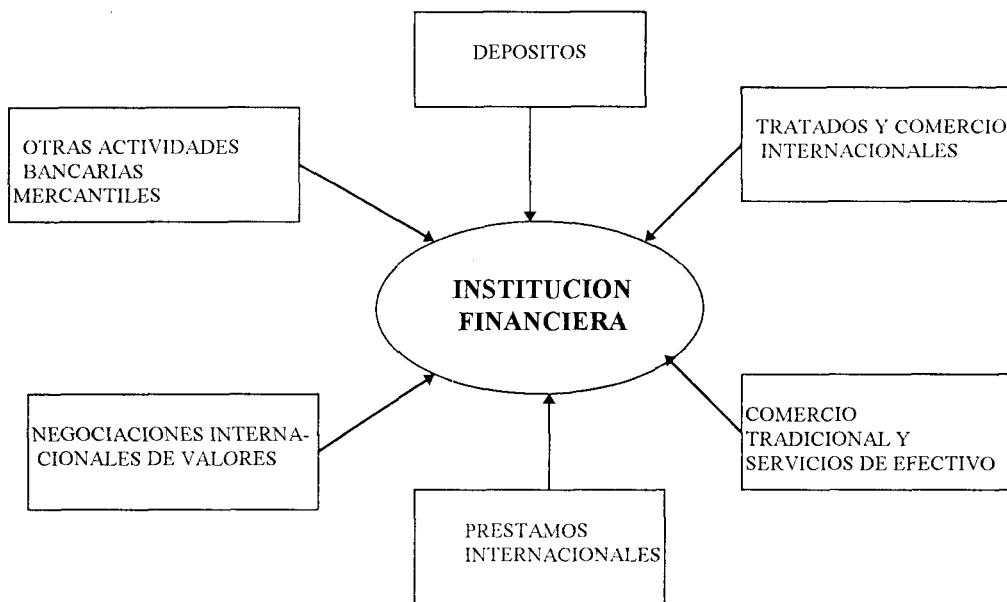 DEPOSITOS
OTRAS ACTIVIDADES
BANCARIAS
MERCANTILES
TRATADOS Y COMERCIO
INTERNACIONALES
INSTITUCION
FINANCIERA
NEGOCIACIONES INTERNA-
CIONALES DE VALORES
COMERCIO
TRADICIONAL Y
SERVICIOS DE EFECTIVO
PRESTAMOS
INTERNACIONALES